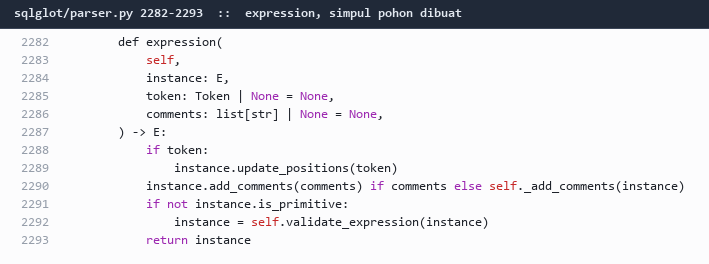 sqlglot/parser.py 2282-2293  ::  expression, simpul pohon dibuat
2282        def expression(
2283            self,
2284            instance: E,
2285            token: Token | None = None,
2286            comments: list[str] | None = None,
2287        ) -> E:
2288            if token:
2289                instance.update_positions(token)
2290            instance.add_comments(comments) if comments else self._add_comments(instance)
2291            if not instance.is_primitive:
2292                instance = self.validate_expression(instance)
2293            return instance